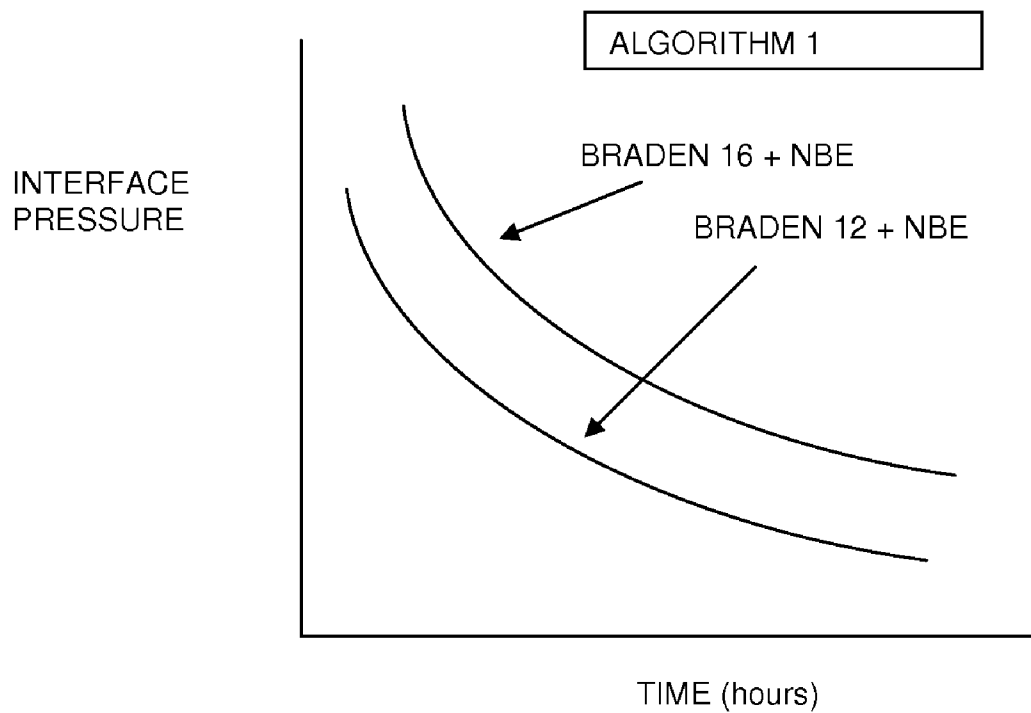 ALGORITHM 1
BRADEN 16 + NBE
INTERFACE
PRESSURE
BRADEN 12 + NBE
TIME (hours)